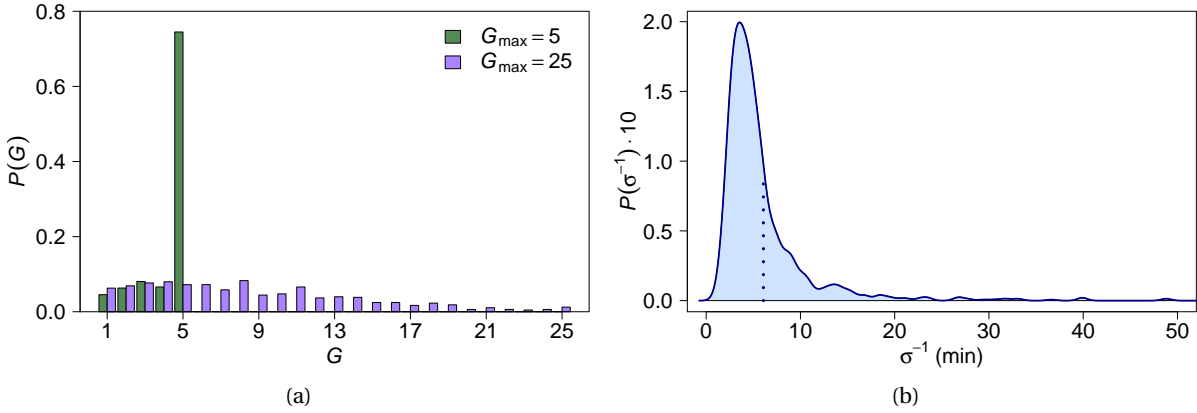 0.8
0.6
0.4
0.2
0.0
P(G)
G_max = 5
G_max = 25
1 5 9 13 17 21 25
G
(a)
2.0
1.5
1.0
0.5
0.0
P(σ⁻¹) · 10
0 10 20 30 40 50
σ⁻¹ (min)
(b)